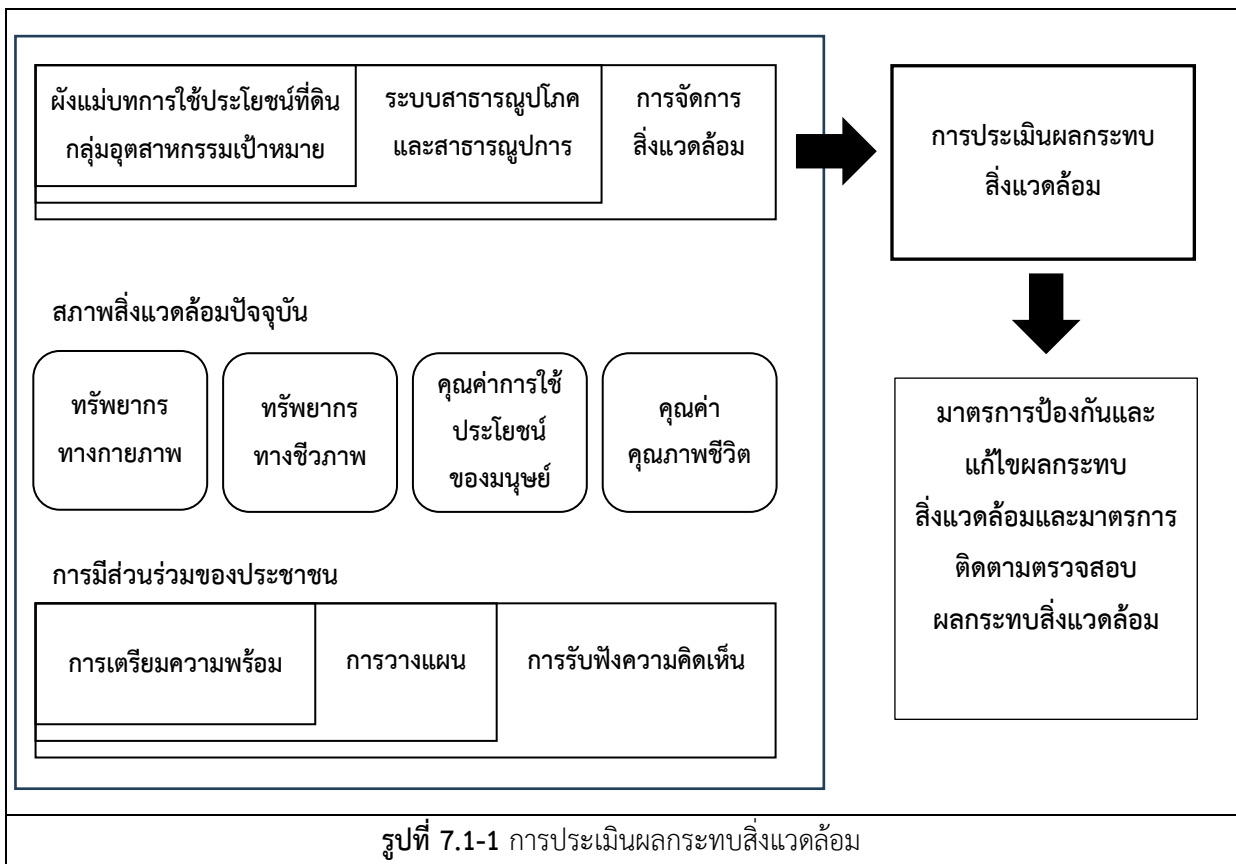 ผังแม่บทการใช้ประโยชน์ที่ดิน
กลุ่มอุตสาหกรรมเป้าหมาย
ระบบสาธารณูปโภค
และสาธารณูปการ
การจัดการ
สิ่งแวดล้อม
การประเมินผลกระทบ
สิ่งแวดล้อม
สภาพสิ่งแวดล้อมปัจจุบัน
ทรัพยากร
ทางกายภาพ
ทรัพยากร
ทางชีวภาพ
คุณค่าการใช้
ประโยชน์
ของมนุษย์
คุณค่า
คุณภาพชีวิต
มาตรการป้องกันและ
แก้ไขผลกระทบ
สิ่งแวดล้อมและมาตรการ
ติดตามตรวจสอบ
ผลกระทบสิ่งแวดล้อม
การมีส่วนร่วมของประชาชน
การเตรียมความพร้อม
การวางแผน
การรับฟังความคิดเห็น
รูปที่ 7.1-1 การประเมินผลกระทบสิ่งแวดล้อม